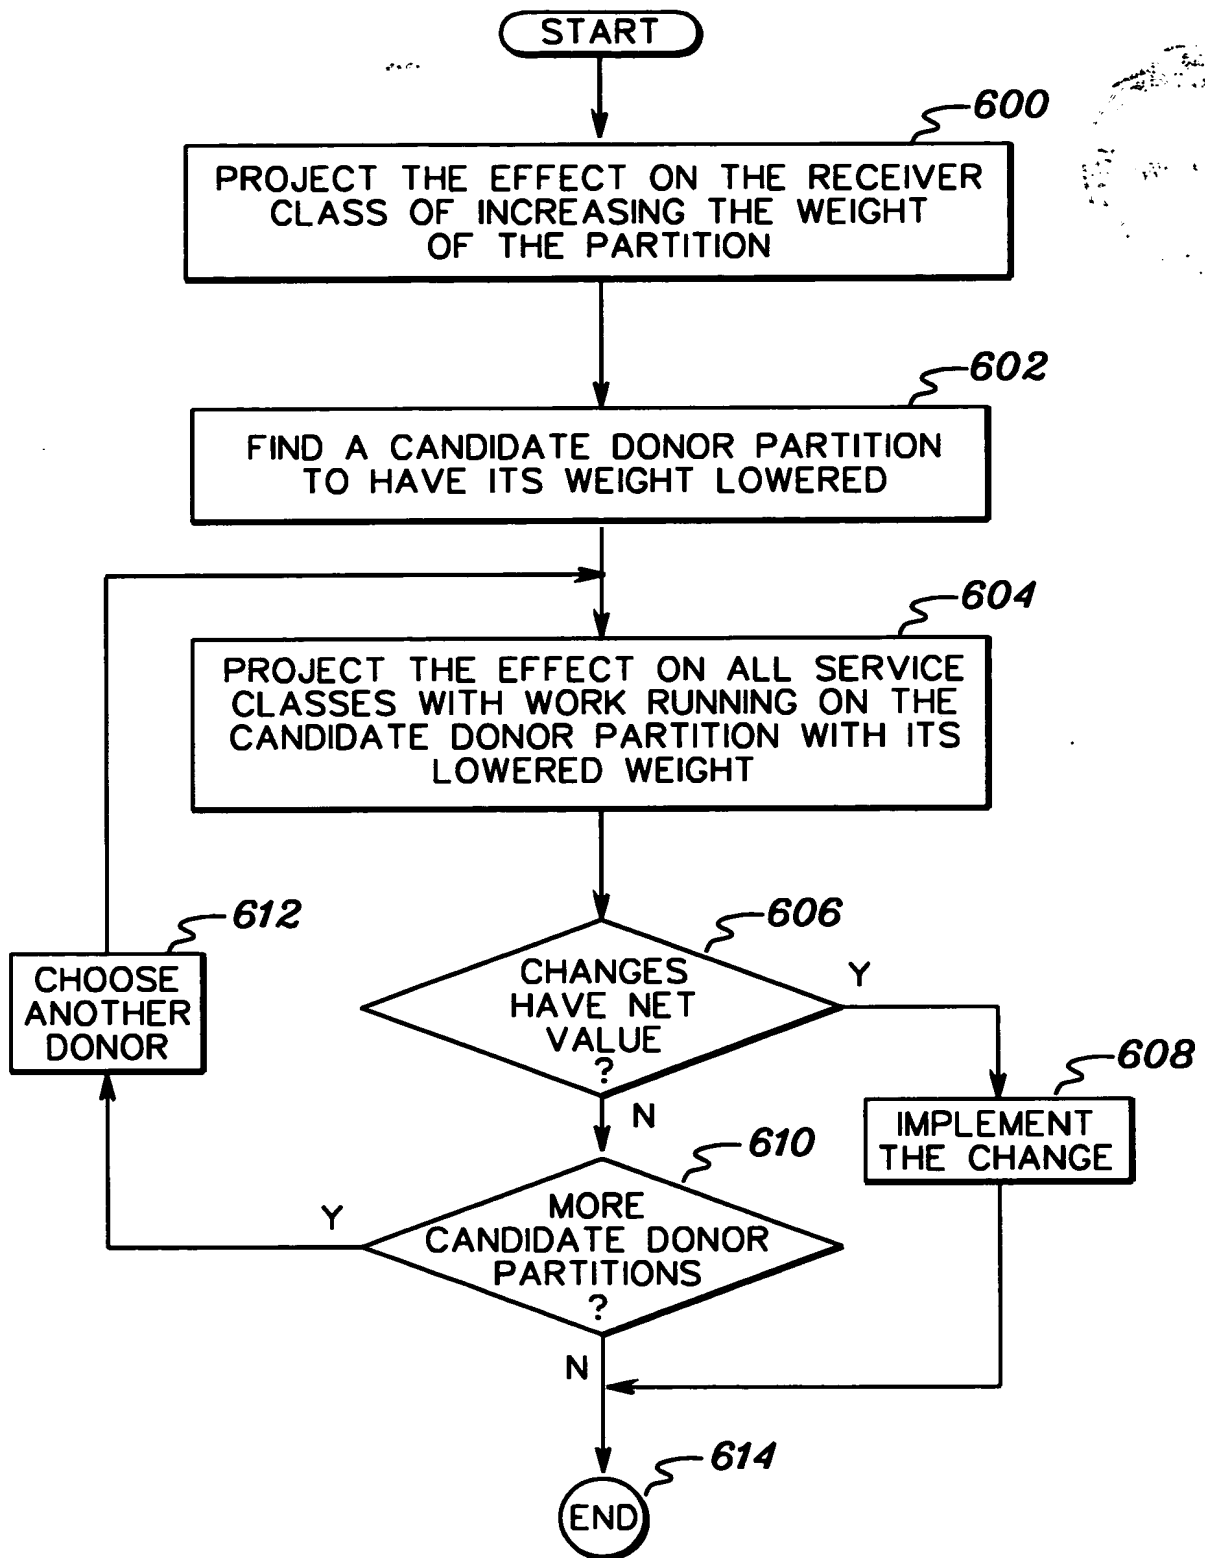 START
600
PROJECT THE EFFECT ON THE RECEIVER
CLASS OF INCREASING THE WEIGHT
OF THE PARTITION
602
FIND A CANDIDATE DONOR PARTITION
TO HAVE ITS WEIGHT LOWERED
604
PROJECT THE EFFECT ON ALL SERVICE
CLASSES WITH WORK RUNNING ON THE
CANDIDATE DONOR PARTITION WITH ITS
LOWERED WEIGHT
606
CHANGES
HAVE NET
VALUE
?
Y
N
612
CHOOSE
ANOTHER
DONOR
608
IMPLEMENT
THE CHANGE
610
MORE
CANDIDATE DONOR
PARTITIONS
?
Y
N
614
END